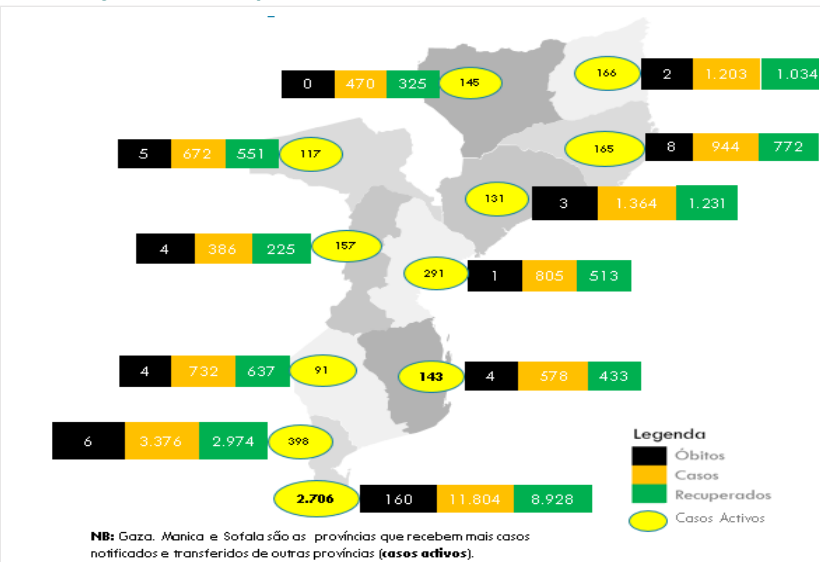 0 470 325 145
166 2 1.203 1.034
5 672 551 117
165 8 944 772
131 3 1.364 1.231
4 386 225 157
291 1 805 513
4 732 637 91
143 4 578 433
6 3.376 2.974 398
2.706 160 11.804 8.928
Legenda
Óbitos
Casos
Recuperados
Casos Activos
NB: Gaza. Manica e Sofala são as províncias que recebem mais casos
notificados e transferidos de outras províncias (casos activos).